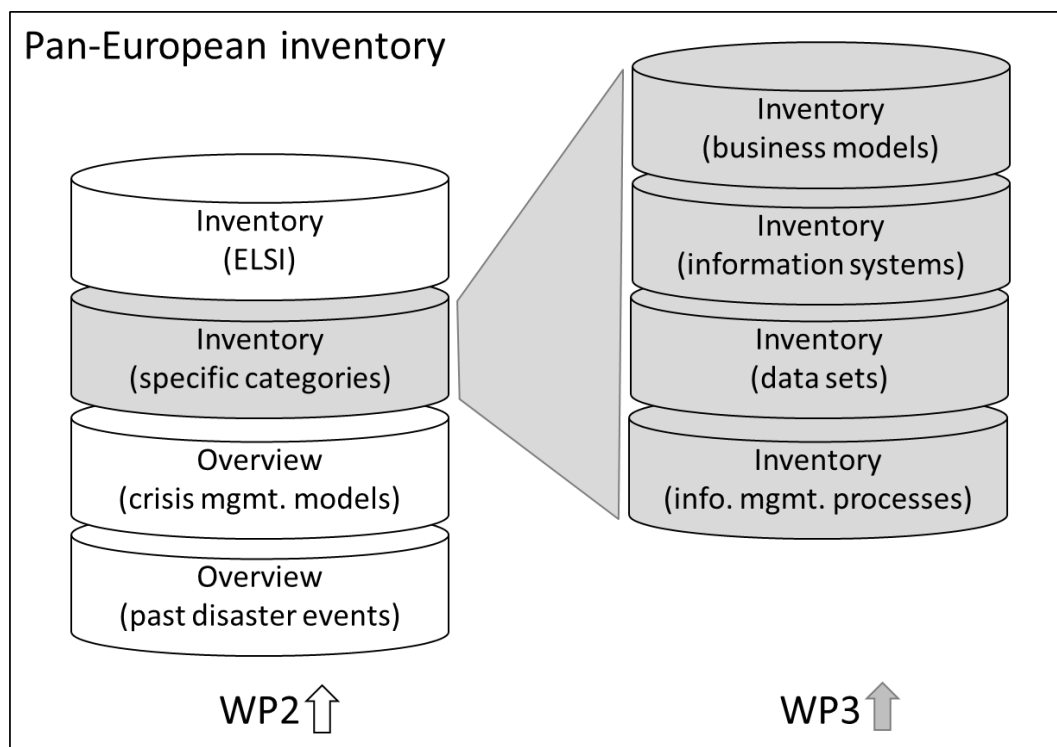 Pan-European inventory
Inventory
(ELSI)
Inventory
(specific categories)
Overview
(crisis mgmt. models)
Overview
(past disaster events)
WP2
Inventory
(business models)
Inventory
(information systems)
Inventory
(data sets)
Inventory
(info. mgmt. processes)
WP3